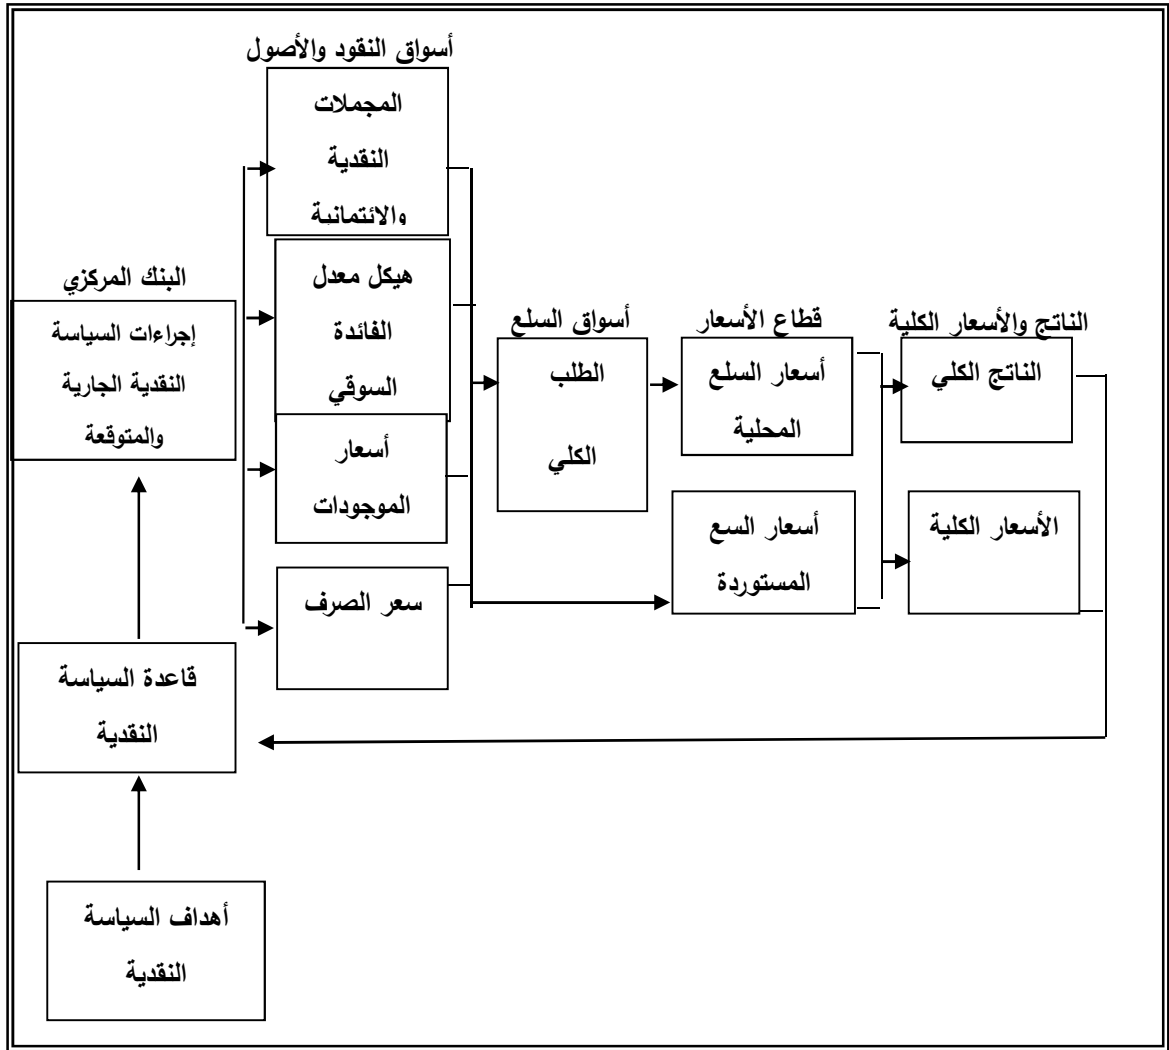 أسواق النقود والأصول
المجملات
النقدية
والائتمانية
هيكل معدل
الفائدة
السوقي
أسعار
الموجودات
سعر الصرف
البنك المركزي
إجراءات السياسة
النقدية الجارية
والمتوقعة
قاعدة السياسة
النقدية
أهداف السياسة
النقدية
أسواق السلع
الطلب
الكلي
قطاع الأسعار
أسعار السلع
المحلية
أسعار السع
المستوردة
الناتج والأسعار الكلية
الناتج الكلي
الأسعار الكلية